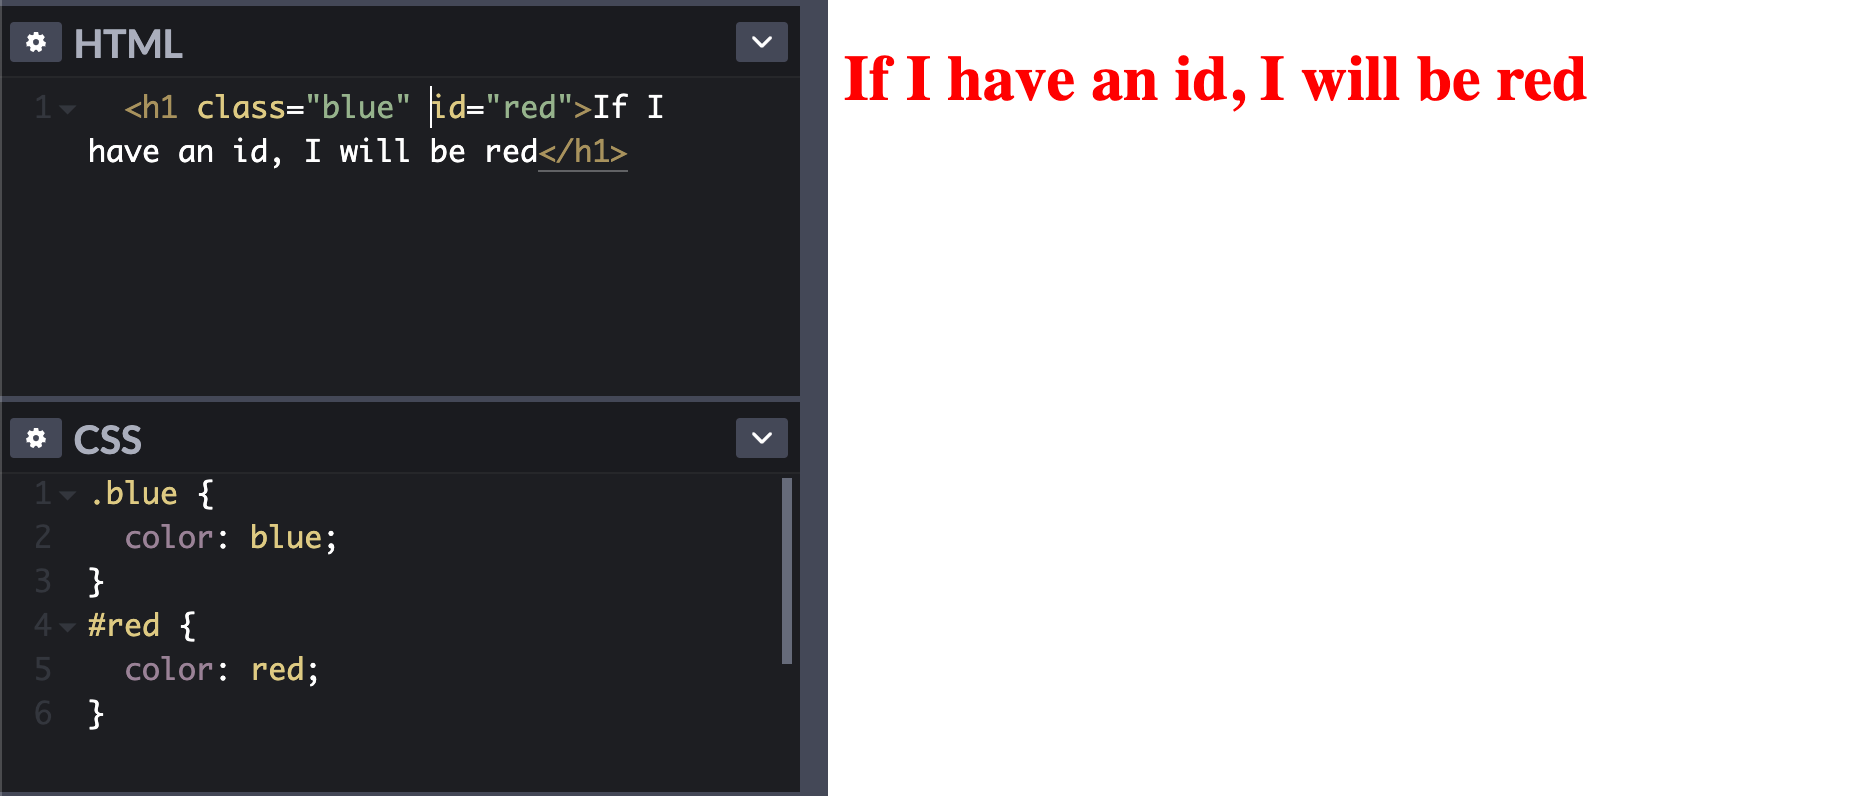 HTML
1 <h1 class="blue" id="red">If I
have an id, I will be red</h1>
CSS
1 .blue {
2 color: blue;
3 }
4 #red {
5 color: red;
6 }
If I have an id, I will be red